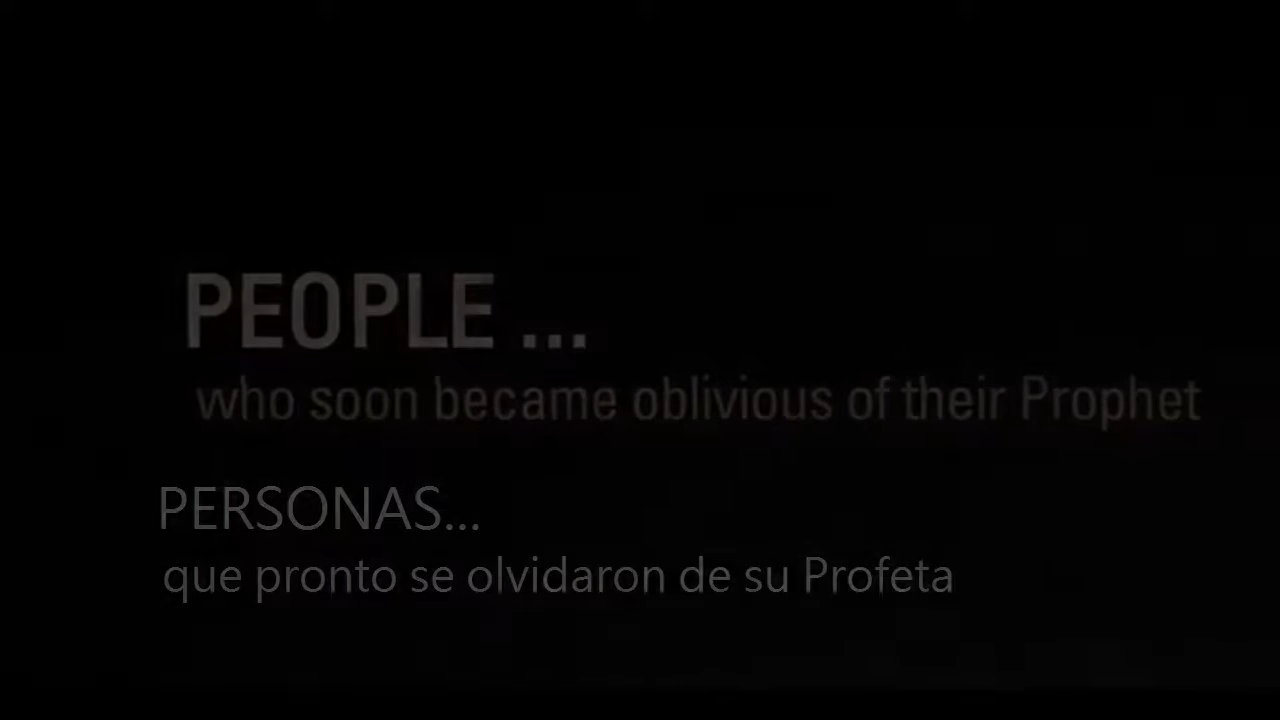 PEOPLE ...
who soon became oblivious of their Prophet
PERSONAS...
que pronto se olvidaron de su Profeta